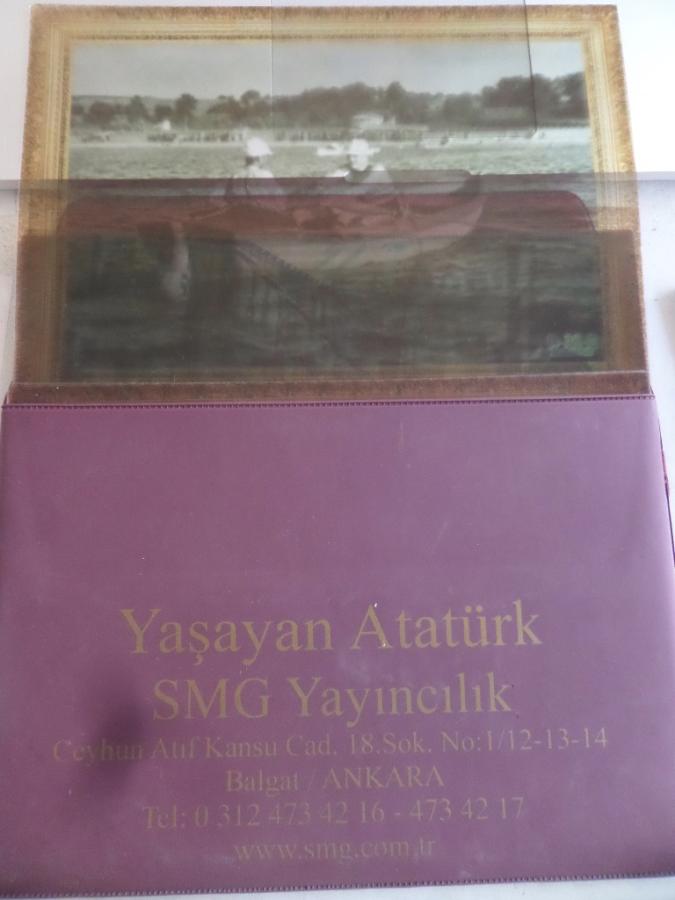 Yaşayan Atatürk
SMG Yayıncılık
Ceyhun Atıf Kansu Cad. 18.Sok. No:1/12-13-14
Balgat / ANKARA
Tel: 0 312 473 42 16 - 473 42 17
www.smg.com.tr